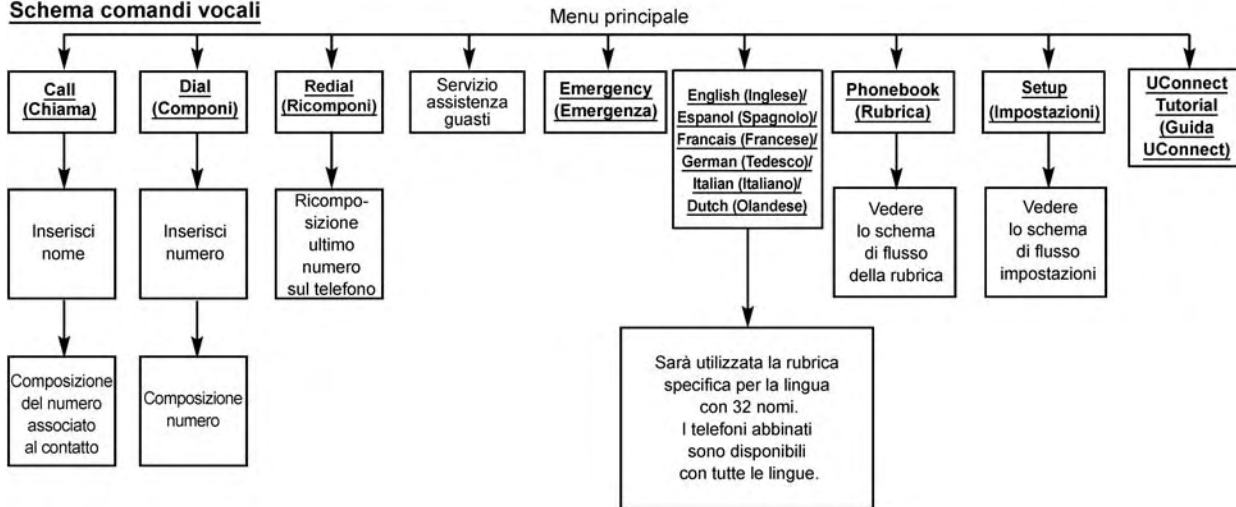 Schema comandi vocali
Menu principale
Call
(Chiama)
Dial
(Componi)
Redial
(Ricomponi)
Servizio
assistenza
guasti
Emergency
(Emergenza)
English (Inglese)/
Espanol (Spagnolo)/
Francais (Francese)/
German (Tedesco)/
Italian (Italiano)/
Dutch (Olandese)
Phonebook
(Rubrica)
Setup
(Impostazioni)
UConnect
Tutorial
(Guida
UConnect)
Inserisci
nome
Inserisci
numero
Ricompo-
sizione
ultimo
numero
sul telefono
Vedere
lo schema
di flusso
della rubrica
Vedere
lo schema
di flusso
impostazioni
Composizione
del numero
associato
al contatto
Composizione
numero
Sarà utilizzata la rubrica
specifica per la lingua
con 32 nomi.
I telefoni abbinati
sono disponibili
con tutte le lingue.